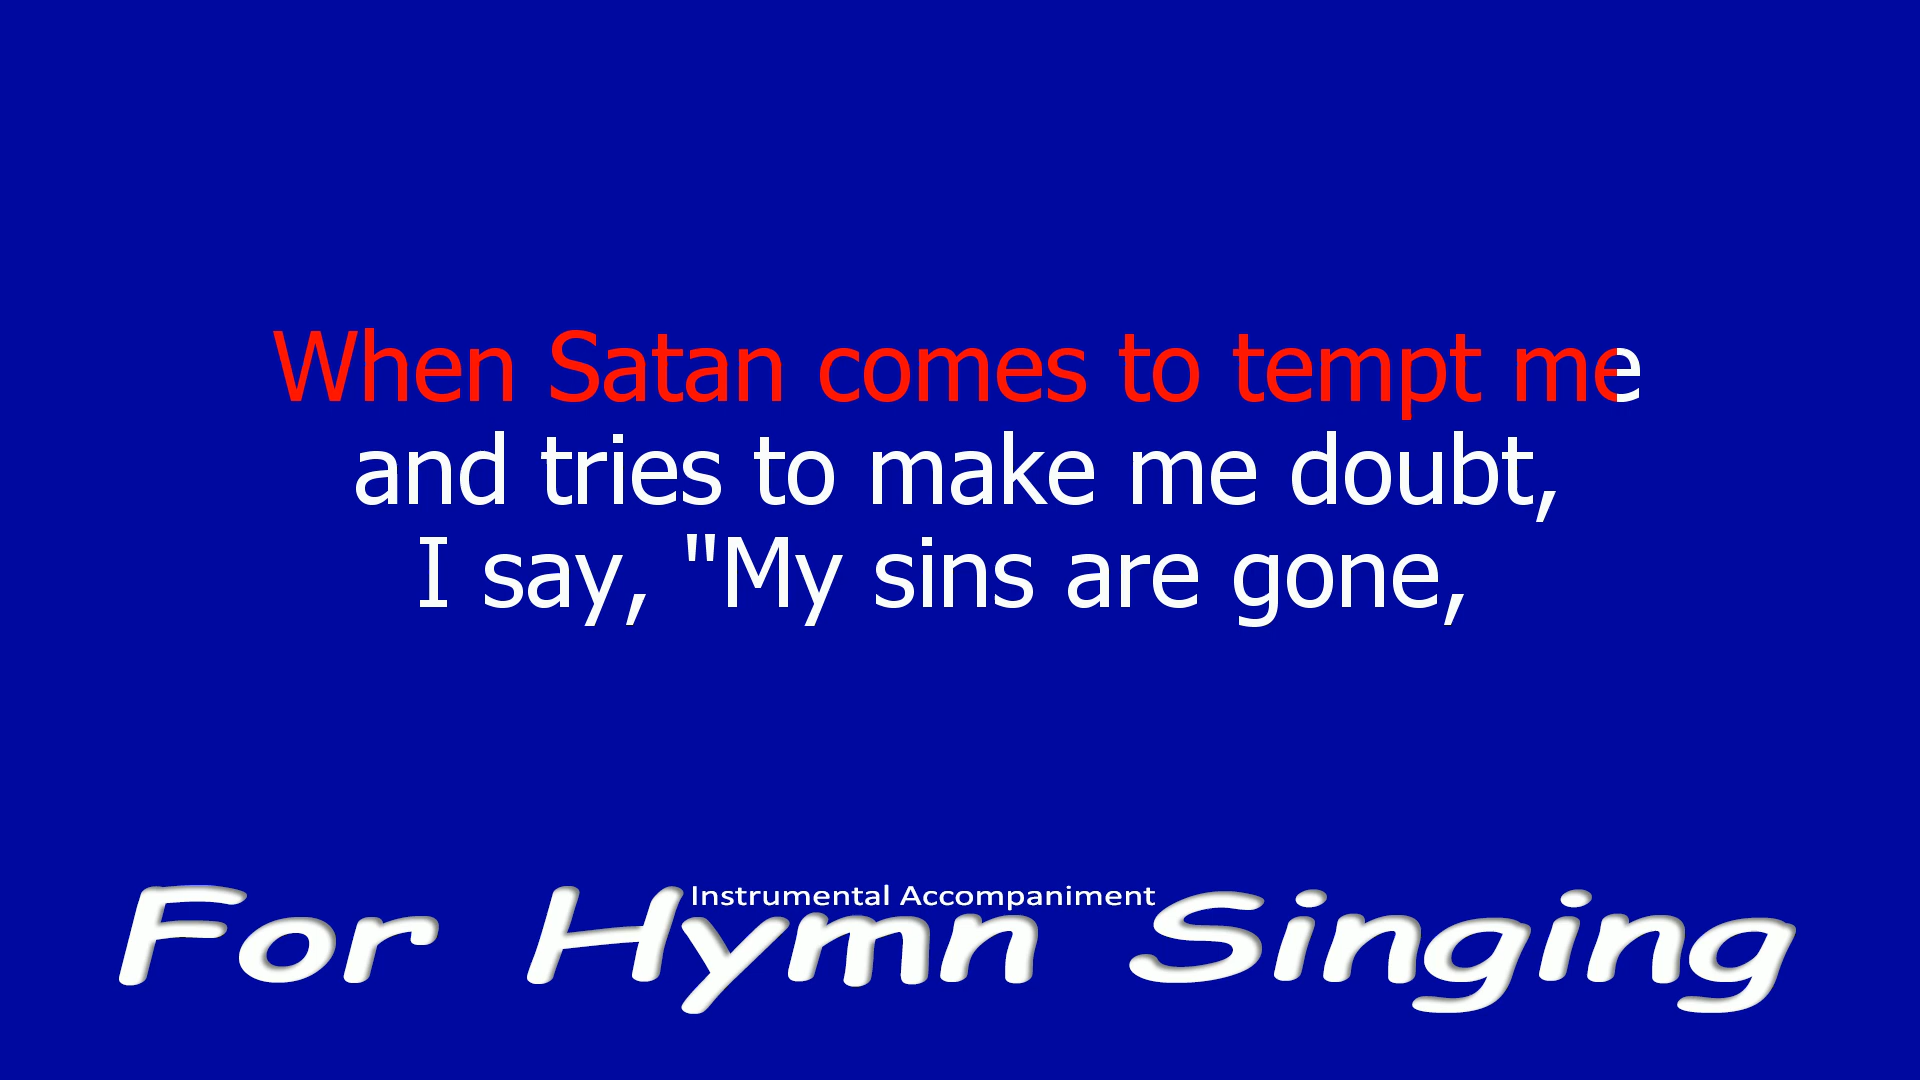 When Satan comes to tempt me
and tries to make me doubt,
I say, "My sins are gone,
Instrumental Accompaniment
For Hymn Singing